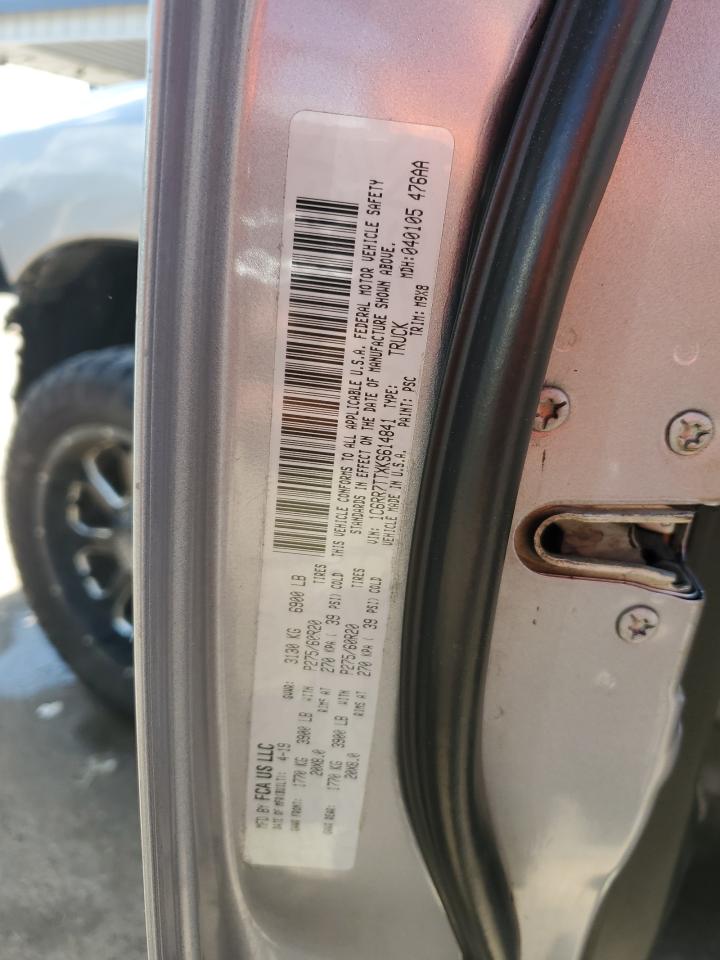 MFD BY FCA US LLC
DATE OF MFR(BUILT): 4-19 GVWR: 3130 KG 6900 LB
GAWR FRONT: 1770 KG 3900 LB WITH P275/60R20 TIRES
20X8.0 RIMS AT 270 KPA ( 39 PSI) COLD
GAWR REAR: 1770 KG 3900 LB WITH P275/60R20 TIRES
20X8.0 RIMS AT 270 KPA ( 39 PSI) COLD
THIS VEHICLE CONFORMS TO ALL APPLICABLE U.S.A. FEDERAL MOTOR VEHICLE SAFETY
STANDARDS IN EFFECT ON THE DATE OF MANUFACTURE SHOWN ABOVE.
VIN: 1C6RR7TTXKS614841 TYPE: TRUCK MDH:040105 476AA
VEHICLE MADE IN U.S.A. PAINT: PSC TRIM: M9X8